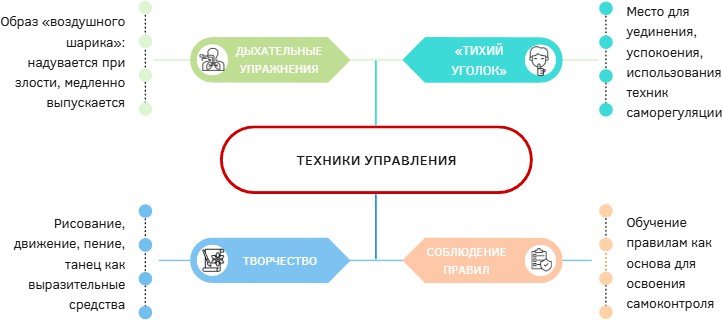 Образ «воздушного
шарика»:
надувается при
злости, медленно
выпускается
ДЫХАТЕЛЬНЫЕ
УПРАЖНЕНИЯ
«ТИХИЙ
УГОЛОК»
Место для
уединения,
успокоения,
использования
техник
саморегуляции
ТЕХНИКИ УПРАВЛЕНИЯ
Рисование,
движение, пение,
танец как
выразительные
средства
ТВОРЧЕСТВО
СОБЛЮДЕНИЕ
ПРАВИЛ
Обучение
правилам как
основа для
освоения
самоконтроля